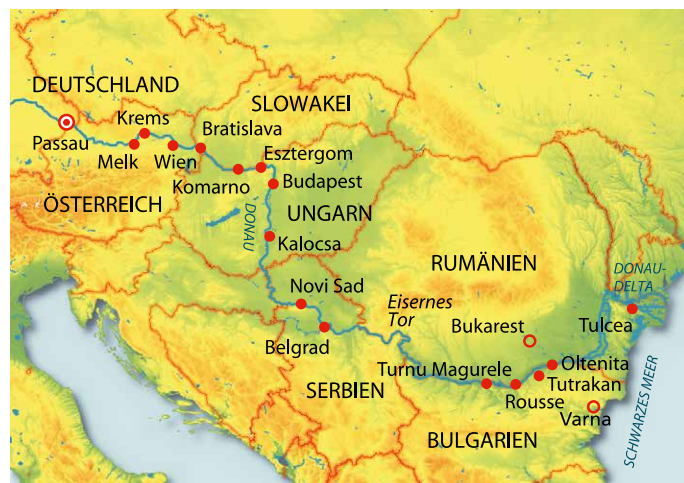 DEUTSCHLAND
SLOWAKEI
Krems
Bratislava
Passau
Melk
Wien
Esztergom
Komarno
Budapest
ÖSTERREICH
DONAU
UNGARN
Kalocsa
RUMÄNIEN
DONAU-
DELTA
Novi Sad
Eisernes
Tor
Bukarest
Tulcea
Belgrad
Turnu Magurele
Oltenita
Tutrakan
SERBIEN
Rousse
Varna
BULGARIEN
SCHWARZES MEER